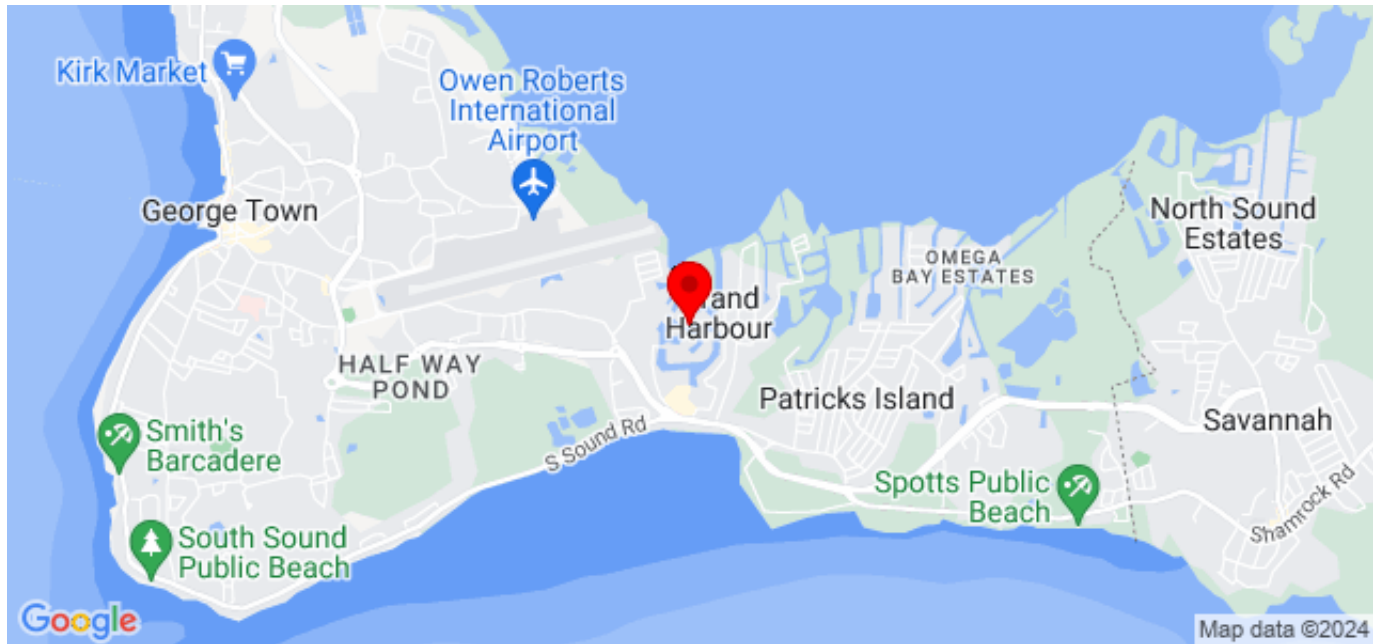 Kirk Market
Owen Roberts
International
Airport
George Town
North Sound
Estates
OMEGA
BAY ESTATES
rand
Harbour
HALF WAY
POND
Patricks Island
Savannah
Smith's
Barcadere
S Sound Rd
Spotts Public
Beach
Shamrock Rd
South Sound
Public Beach
Google
Map data ©2024